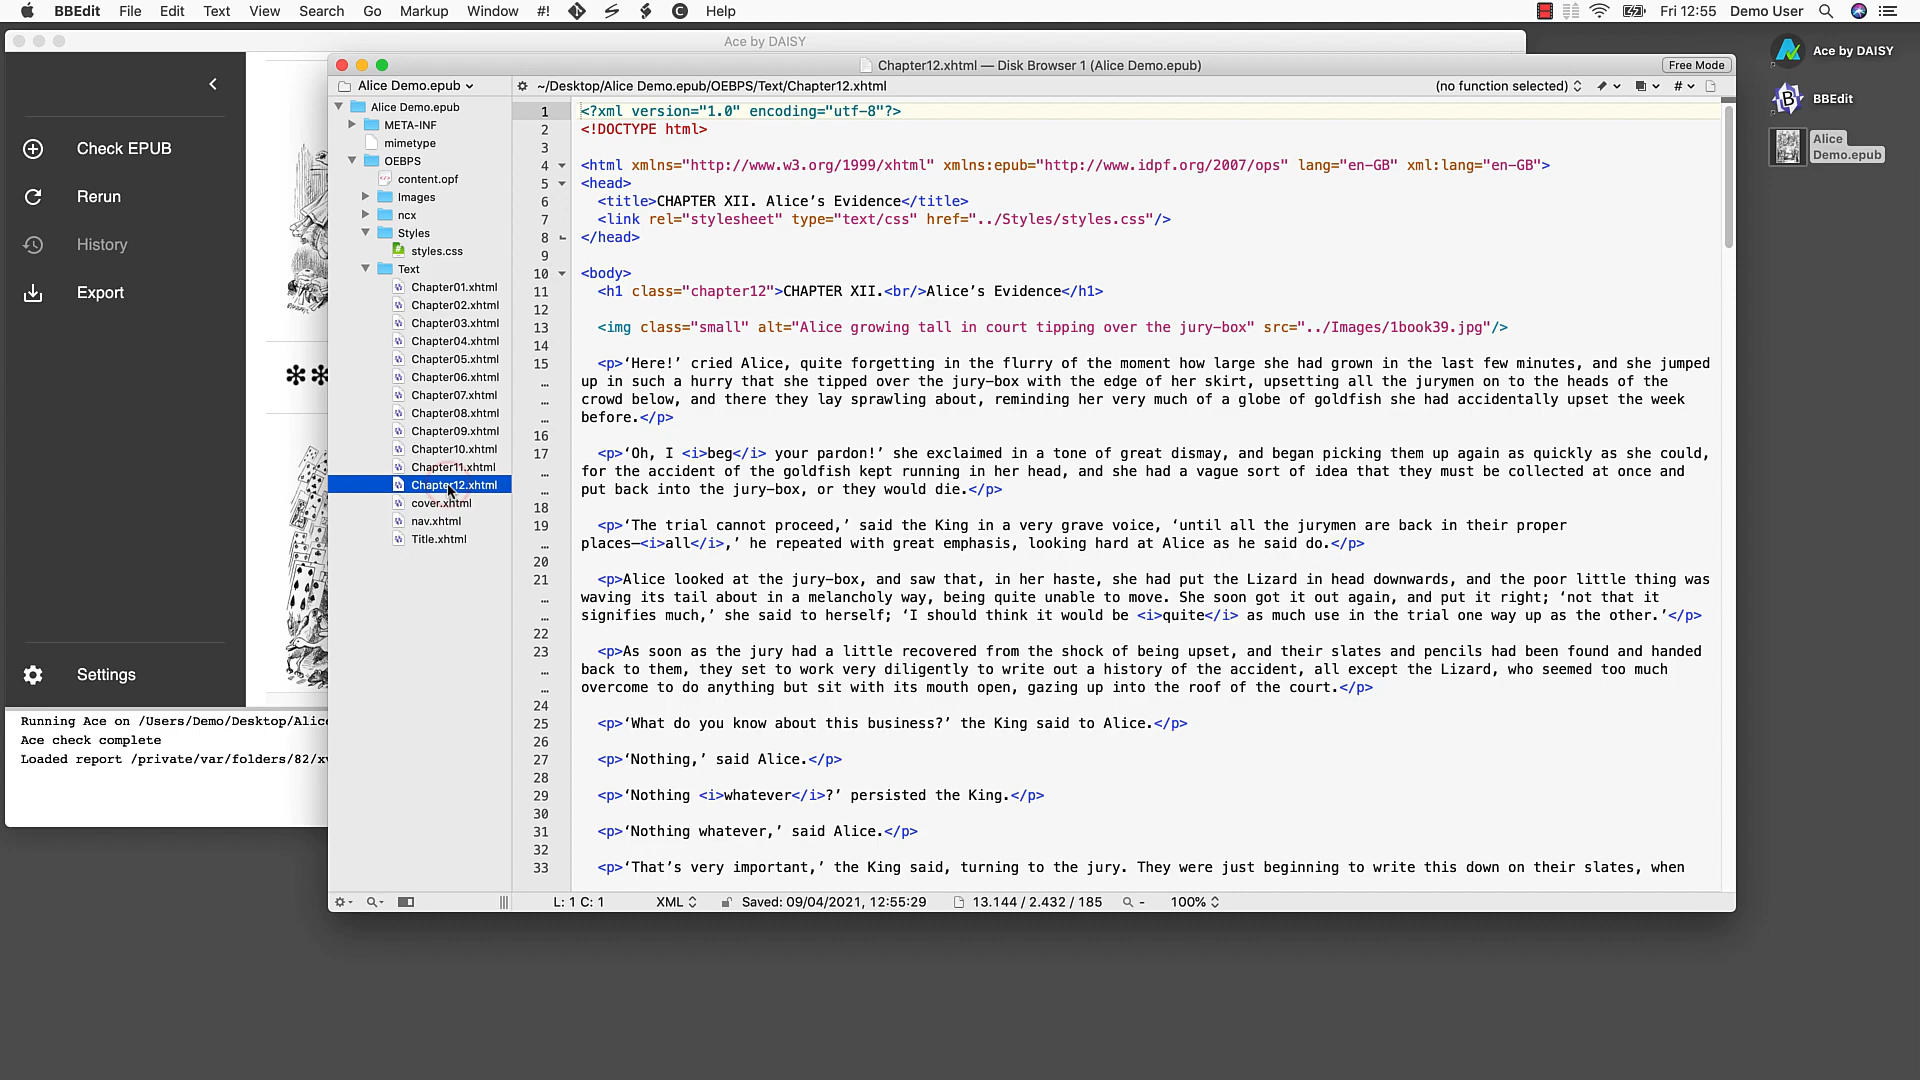 BBEdit File Edit Text View Search Go Markup Window #! Help Fri 12:55 Demo User
Ace by DAISY
Check EPUB
Rerun
History
Export
Settings
Running Ace on /Users/Demo/Desktop/Alice
Ace check complete
Loaded report /private/var/folders/82/x
Chapter12.xhtml — Disk Browser 1 (Alice Demo.epub) Free Mode
Alice Demo.epub ~/Desktop/Alice Demo.epub/OEBPS/Text/Chapter12.xhtml (no function selected) #
Alice Demo.epub
META-INF
mimetype
OEBPS
content.opf
Images
ncx
Styles
styles.css
Text
Chapter01.xhtml
Chapter02.xhtml
Chapter03.xhtml
Chapter04.xhtml
Chapter05.xhtml
Chapter06.xhtml
Chapter07.xhtml
Chapter08.xhtml
Chapter09.xhtml
Chapter10.xhtml
Chapter11.xhtml
Chapter12.xhtml
cover.xhtml
nav.xhtml
Title.xhtml
1 <?xml version="1.0" encoding="utf-8"?>
2 <!DOCTYPE html>
3
4 <html xmlns="http://www.w3.org/1999/xhtml" xmlns:epub="http://www.idpf.org/2007/ops" lang="en-GB" xml:lang="en-GB">
5 <head>
6 <title>CHAPTER XII. Alice’s Evidence</title>
7 <link rel="stylesheet" type="text/css" href="../Styles/styles.css"/>
8 </head>
9
10 <body>
11 <h1 class="chapter12">CHAPTER XII.<br/>Alice’s Evidence</h1>
12
13 <img class="small" alt="Alice growing tall in court tipping over the jury-box" src="../Images/1book39.jpg"/>
14
15 <p>‘Here!’ cried Alice, quite forgetting in the flurry of the moment how large she had grown in the last few minutes, and she jumped
… up in such a hurry that she tipped over the jury-box with the edge of her skirt, upsetting all the jurymen on to the heads of the
… crowd below, and there they lay sprawling about, reminding her very much of a globe of goldfish she had accidentally upset the week
… before.</p>
16
17 <p>‘Oh, I <i>beg</i> your pardon!’ she exclaimed in a tone of great dismay, and began picking them up again as quickly as she could,
… for the accident of the goldfish kept running in her head, and she had a vague sort of idea that they must be collected at once and
… put back into the jury-box, or they would die.</p>
18
19 <p>‘The trial cannot proceed,’ said the King in a very grave voice, ‘until all the jurymen are back in their proper
… places—<i>all</i>,’ he repeated with great emphasis, looking hard at Alice as he said do.</p>
20
21 <p>Alice looked at the jury-box, and saw that, in her haste, she had put the Lizard in head downwards, and the poor little thing was
… waving its tail about in a melancholy way, being quite unable to move. She soon got it out again, and put it right; ‘not that it
… signifies much,’ she said to herself; ‘I should think it would be <i>quite</i> as much use in the trial one way up as the other.’</p>
22
23 <p>As soon as the jury had a little recovered from the shock of being upset, and their slates and pencils had been found and handed
… back to them, they set to work very diligently to write out a history of the accident, all except the Lizard, who seemed too much
… overcome to do anything but sit with its mouth open, gazing up into the roof of the court.</p>
24
25 <p>‘What do you know about this business?’ the King said to Alice.</p>
26
27 <p>‘Nothing,’ said Alice.</p>
28
29 <p>‘Nothing <i>whatever</i>?’ persisted the King.</p>
30
31 <p>‘Nothing whatever,’ said Alice.</p>
32
33 <p>‘That’s very important,’ the King said, turning to the jury. They were just beginning to write this down on their slates, when
L: 1 C: 1 XML Saved: 09/04/2021, 12:55:29 13.144 / 2.432 / 185 - 100%
Ace by DAISY
BBEdit
Alice
Demo.epub